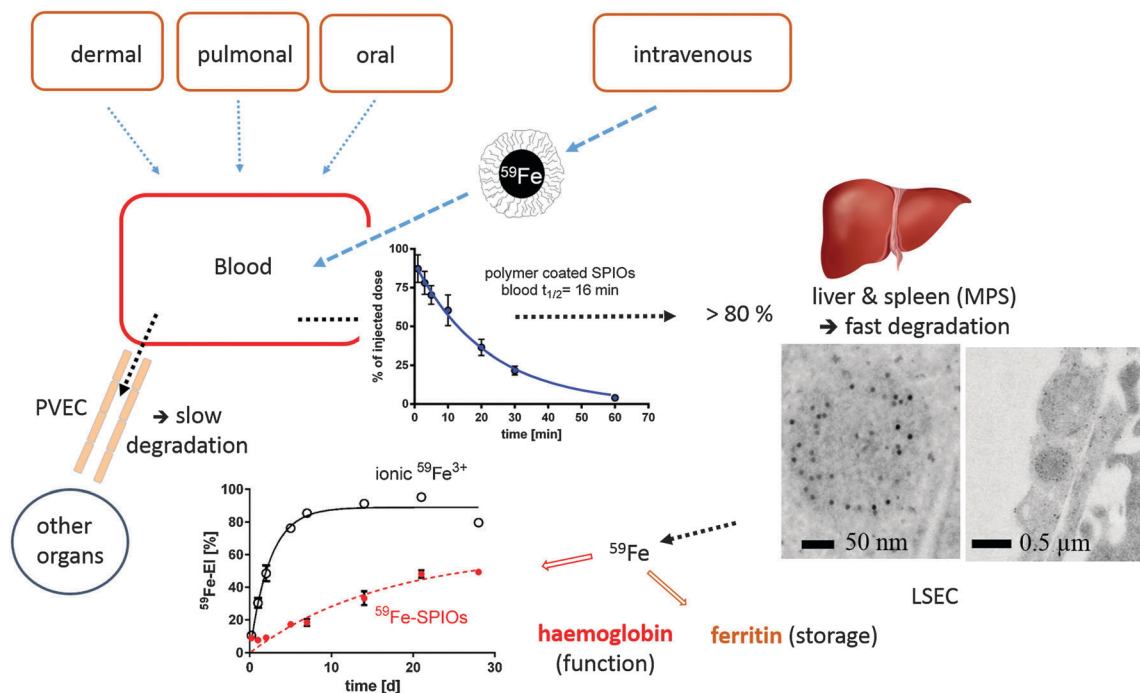 dermal
pulmonal
oral
intravenous
⁵⁹Fe
Blood
100
75
50
25
0
% of injected dose
0 10 20 30 40 50 60 70
time [min]
polymer coated SPIOs
blood t1/2= 16 min
> 80 %
liver & spleen (MPS)
➔ fast degradation
PVEC
➔ slow
degradation
other
organs
ionic ⁵⁹Fe³⁺
100
80
60
40
20
0
⁵⁹Fe-EI [%]
⁵⁹Fe-SPIOs
0 10 20 30
time [d]
⁵⁹Fe
haemoglobin
(function)
ferritin (storage)
50 nm
0.5 µm
LSEC